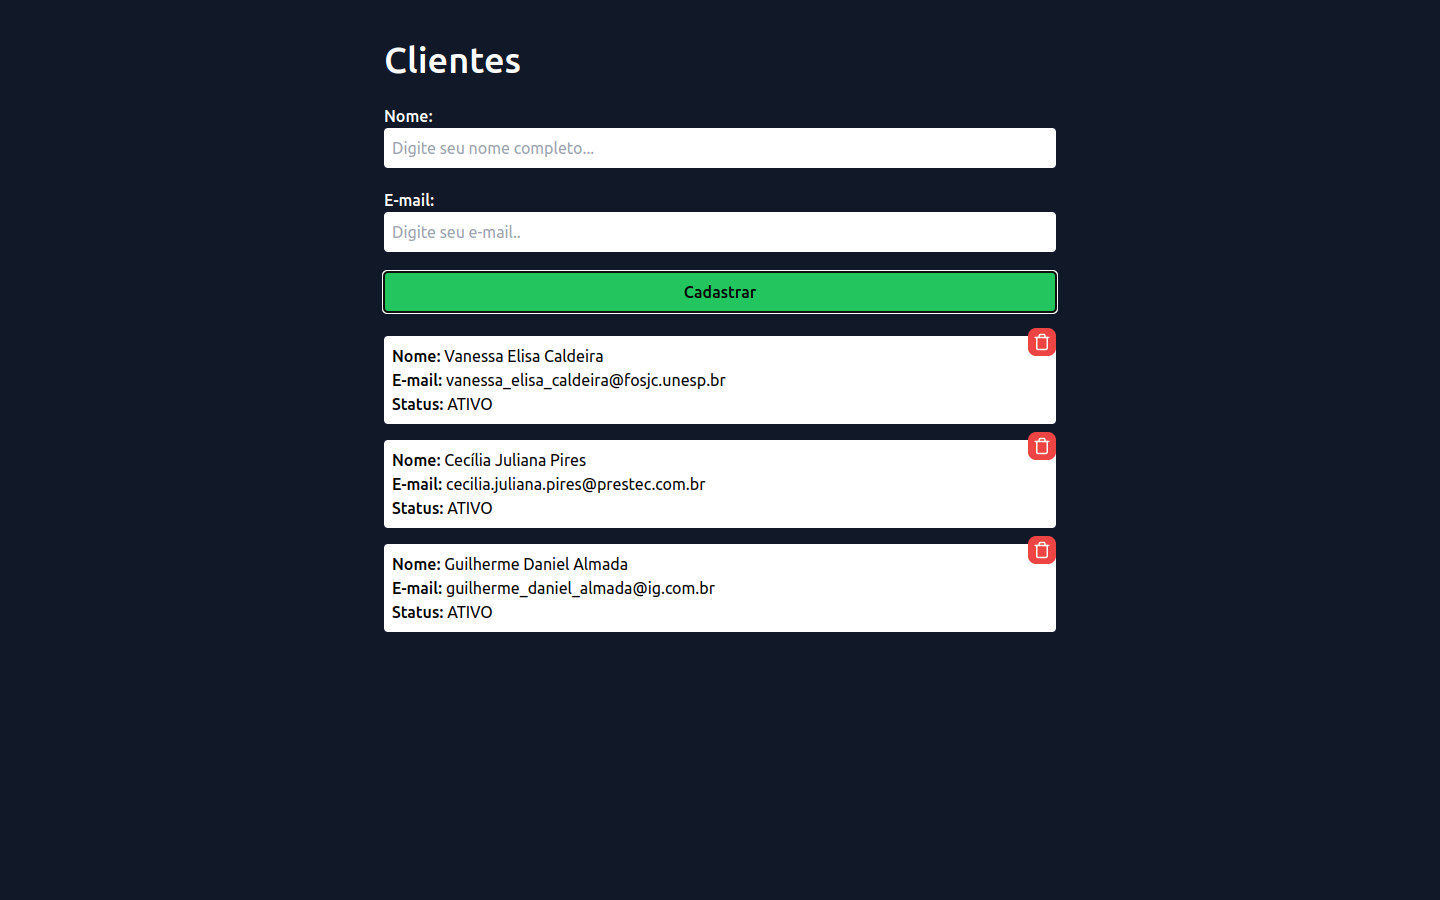 Clientes
Nome:
Digite seu nome completo...
E-mail:
Digite seu e-mail..
Cadastrar
Nome: Vanessa Elisa Caldeira
E-mail: vanessa_elisa_caldeira@fosjc.unesp.br
Status: ATIVO
Nome: Cecília Juliana Pires
E-mail: cecilia.juliana.pires@prestec.com.br
Status: ATIVO
Nome: Guilherme Daniel Almada
E-mail: guilherme_daniel_almada@ig.com.br
Status: ATIVO